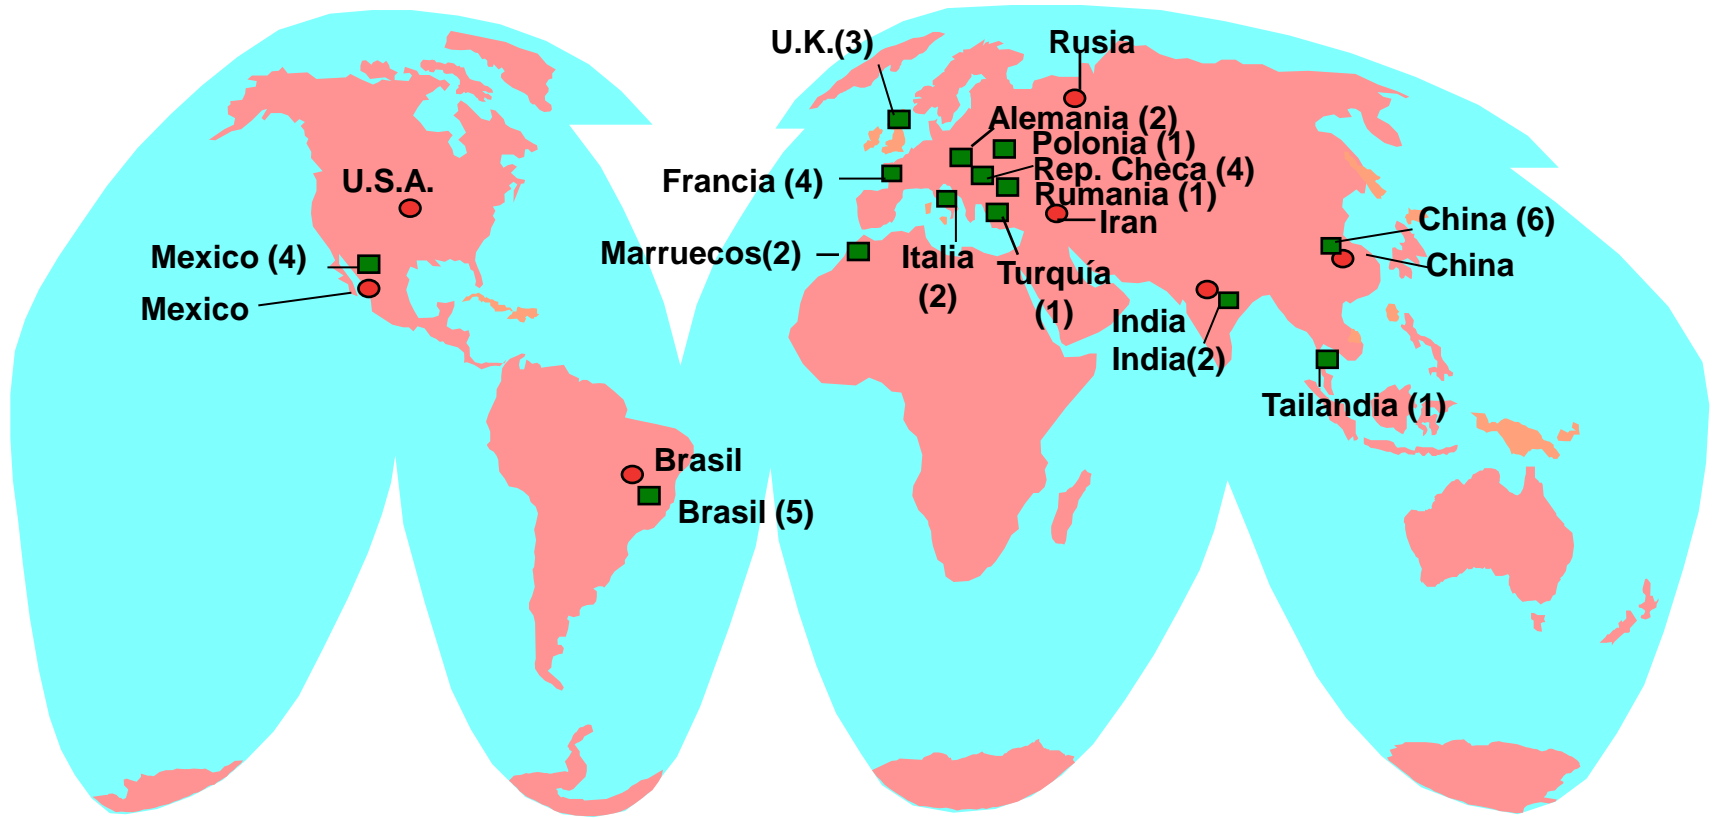 U.K.(3)
Rusia
Alemania (2)
Polonia (1)
Rep. Checa (4)
Rumania (1)
Iran
Francia (4)
U.S.A.
Marruecos(2)
Italia
(2)
Turquía
(1)
China (6)
China
Mexico (4)
Mexico
India
India(2)
Tailandia (1)
Brasil
Brasil (5)